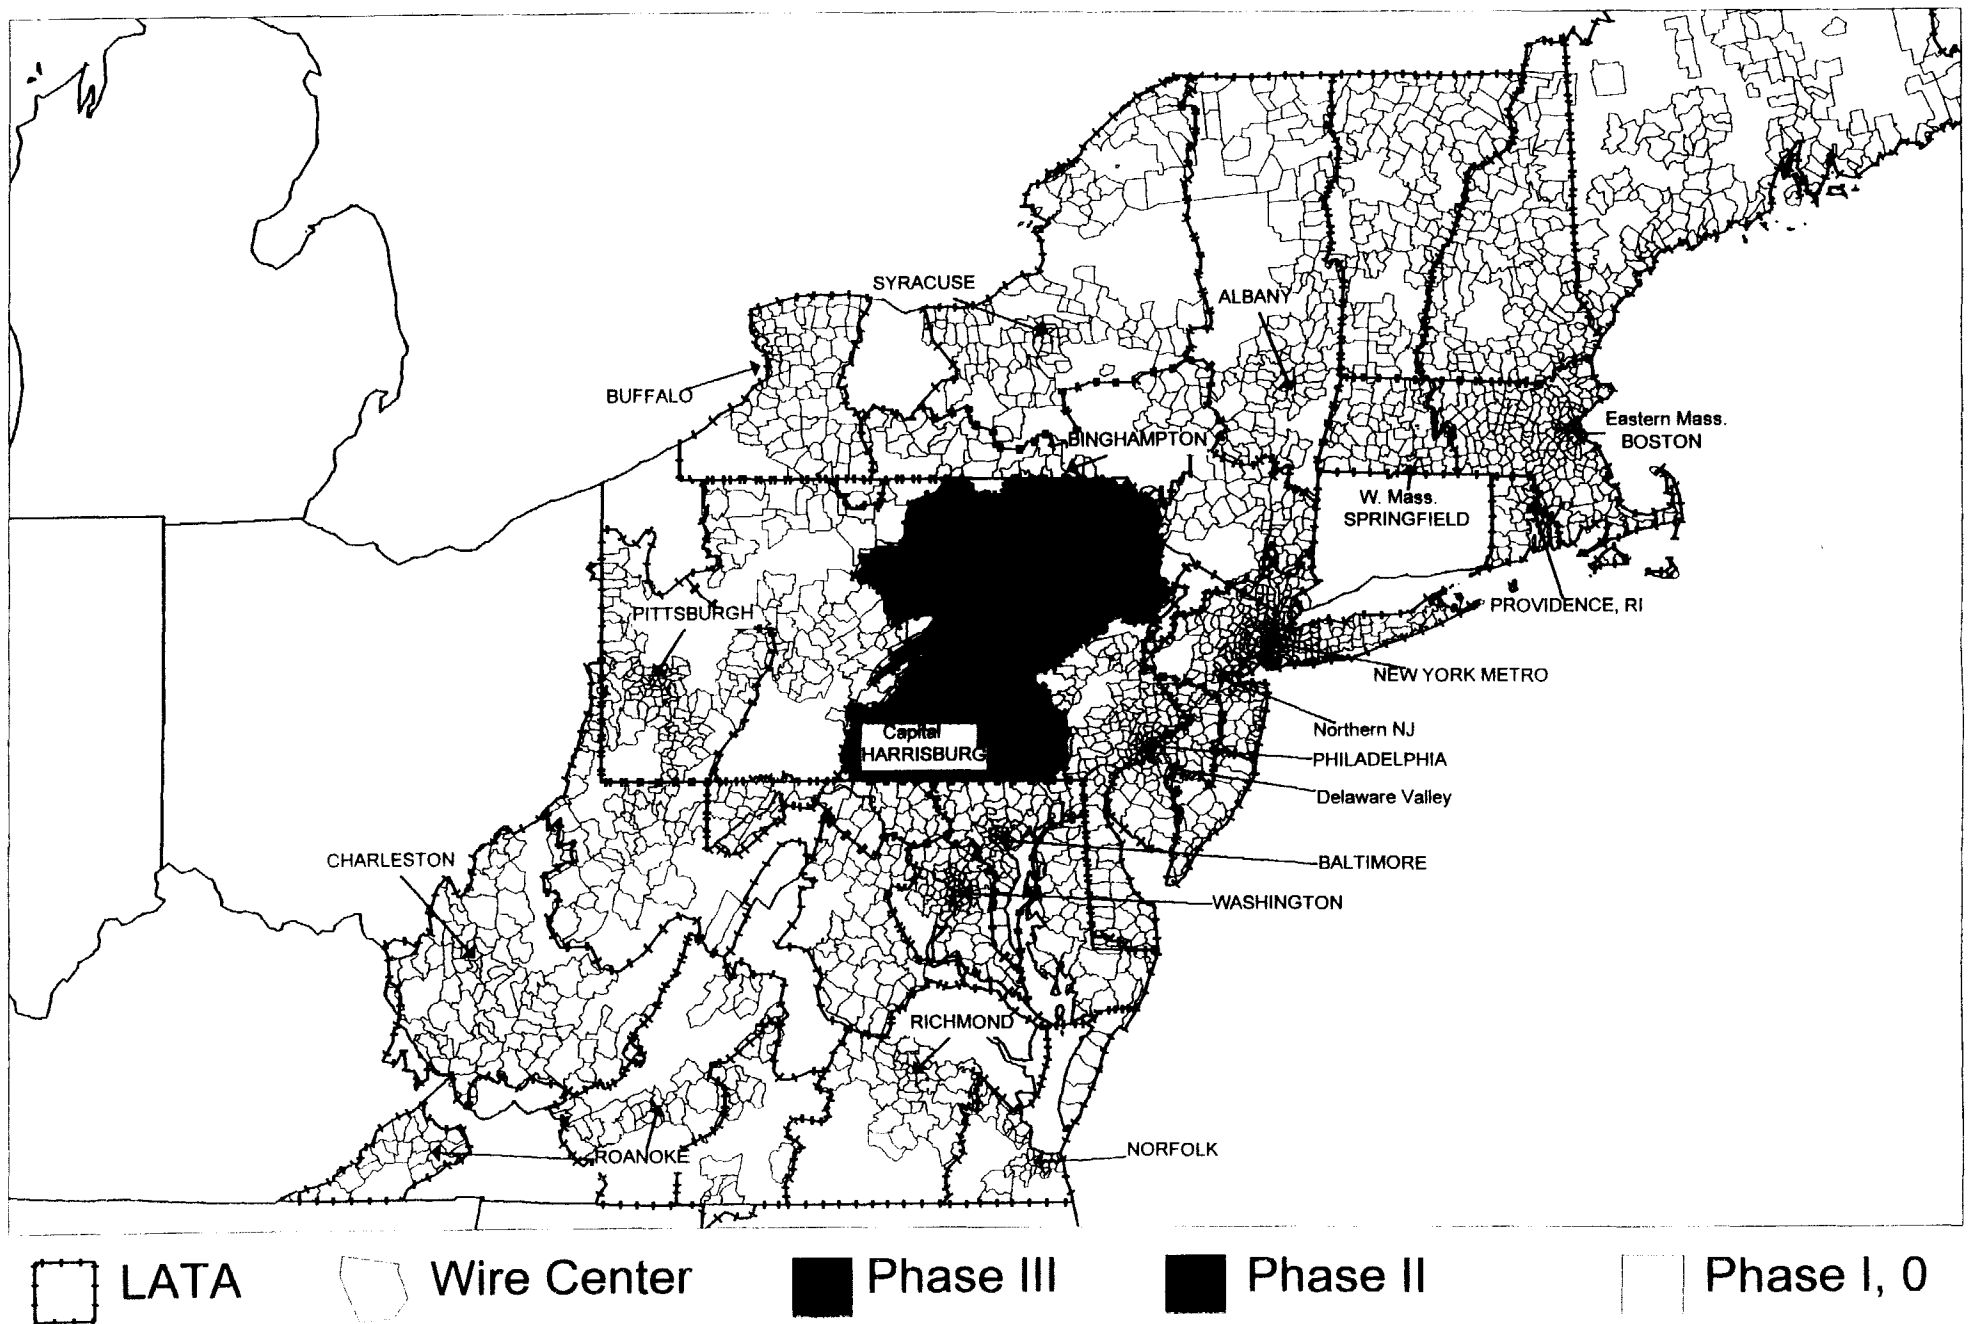 SYRACUSE
ALBANY
BUFFALO
Eastern Mass.
BOSTON
BINGHAMPTON
W. Mass.
SPRINGFIELD
PITTSBURGH
PROVIDENCE, RI
NEW YORK METRO
Northern NJ
Capital
HARRISBURG
PHILADELPHIA
Delaware Valley
CHARLESTON
BALTIMORE
WASHINGTON
RICHMOND
ROANOKE
NORFOLK
LATA
Wire Center
Phase III
Phase II
Phase I, 0